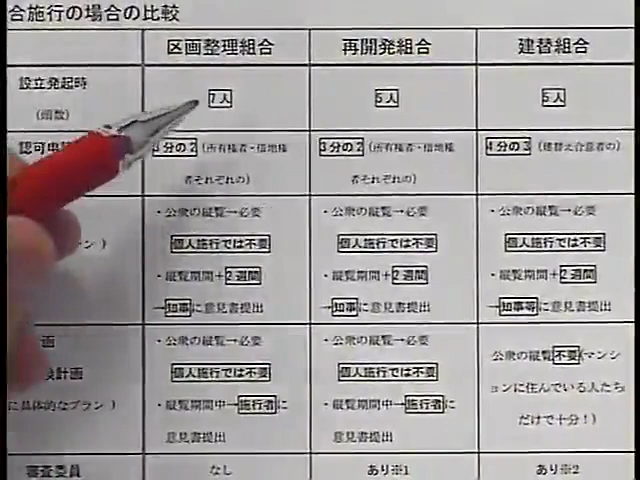 合施行の場合の比較
区画整理組合 再開発組合 建替組合
設立発起時 7人 5人 5人
(頭数)
認可申 分の2(所有権者・借地権 3分の2(所有権者・借地権 4分の3(建替え合意者の)
者それぞれの) 者それぞれの)
・公衆の縦覧→必要 ・公衆の縦覧→必要 ・公衆の縦覧→必要
ン) 個人施行では不要 個人施行では不要 個人施行では不要
・縦覧期間+2週間 ・縦覧期間+2週間 ・縦覧期間+2週間
→知事に意見書提出 →知事に意見書提出 →知事等に意見書提出
画 ・公衆の縦覧→必要 ・公衆の縦覧→必要 公衆の縦覧不要(マンシ
計画 個人施行では不要 個人施行では不要 ョンに住んでいる人たち
に具体的なプラン) ・縦覧期間中→施行者に ・縦覧期間中→施行者に だけで十分!)
意見書提出 意見書提出
審査委員 なし あり※1 あり※2